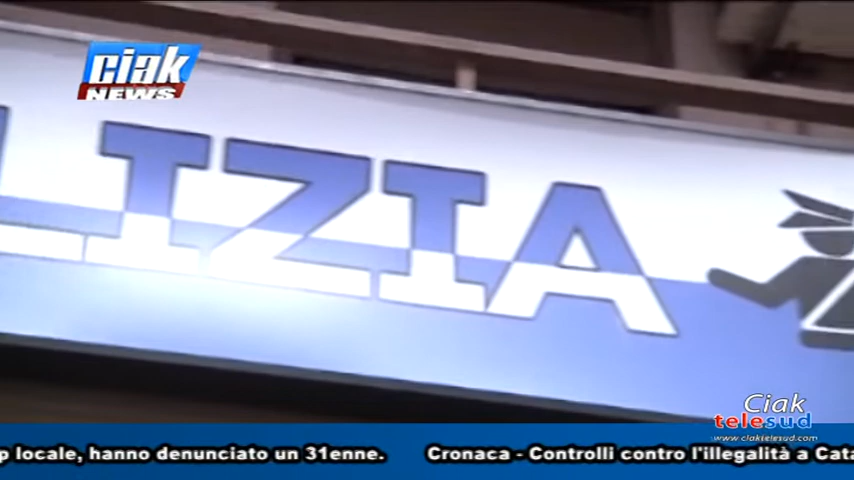 ciak
NEWS
LIZIA
Ciak
telesud
www.ciaktelesud.com
p locale, hanno denunciato un 31enne. Cronaca - Controlli contro l'illegalità a Cata